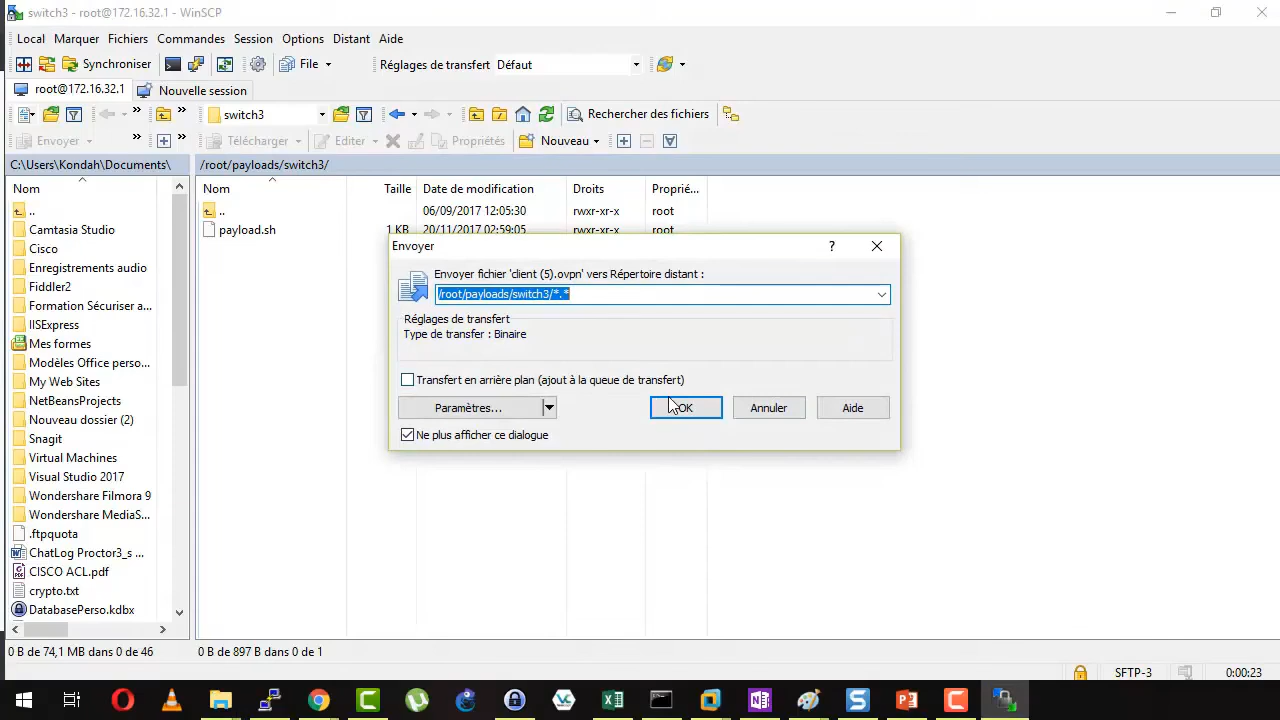 switch3 - root@172.16.32.1 - WinSCP
Local Marquer Fichiers Commandes Session Options Distant Aide
Synchroniser File Réglages de transfert Défaut
root@172.16.32.1 Nouvelle session
switch3 Rechercher des fichiers
Envoyer Télécharger Editer Propriétés Nouveau
C:\Users\Kondah\Documents\ /root/payloads/switch3/
Nom Nom Taille Date de modification Droits Proprié...
.. .. 06/09/2017 12:05:30 rwxr-xr-x root
Camtasia Studio payload.sh 1 KB 20/11/2017 02:59:05 rwxr-xr-x root
Cisco
Enregistrements audio
Fiddler2
Formation Sécuriser a
IISExpress
Mes formes
Modèles Office perso...
My Web Sites
NetBeansProjects
Nouveau dossier (2)
Snagit
Virtual Machines
Visual Studio 2017
Wondershare Filmora 9
Wondershare MediaS...
.ftpquota
ChatLog Proctor3_s ...
CISCO ACL.pdf
crypto.txt
DatabasePerso.kdbx
Envoyer
?
Envoyer fichier 'client (5).ovpn' vers Répertoire distant :
/root/payloads/switch3/*.*
Réglages de transfert
Type de transfer : Binaire
Transfert en arrière plan (ajout à la queue de transfert)
Paramètres... OK Annuler Aide
Ne plus afficher ce dialogue
0 B de 74,1 MB dans 0 de 46 0 B de 897 B dans 0 de 1
SFTP-3 0:00:23